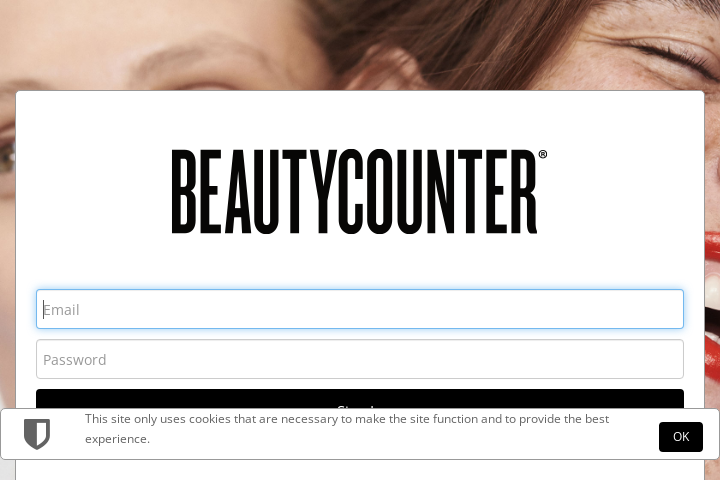 BEAUTYCOUNTER®
Email
Password
This site only uses cookies that are necessary to make the site function and to provide the best
experience.
OK